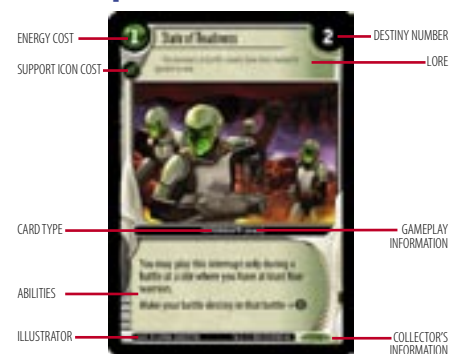 ENERGY COST
1
State of Readiness
2
DESTINY NUMBER
SUPPORT ICON COST
LORE
CARD TYPE
GAMEPLAY
INFORMATION
You may play this interrupt only during a
battle at a site where you have at least four
warriors.
Make your battle destiny in that battle
ABILITIES
ILLUSTRATOR
COLLECTOR'S
INFORMATION